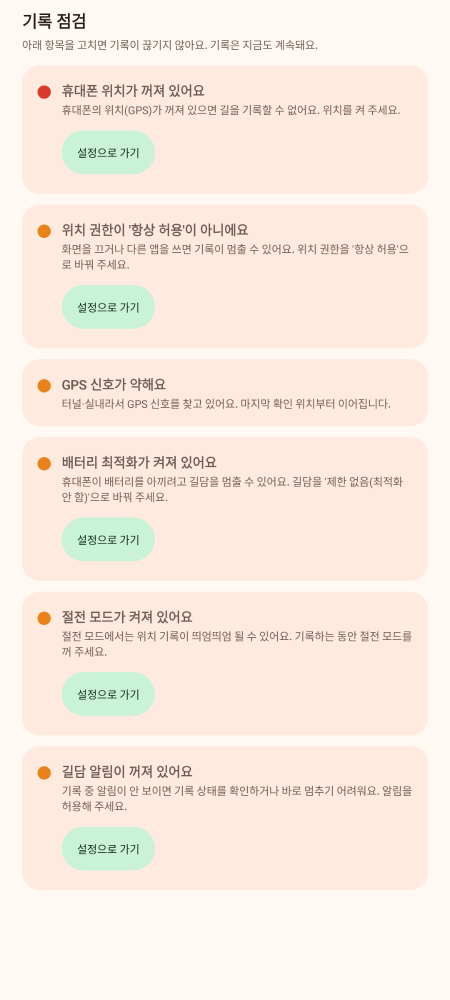 기록 점검
아래 항목을 고치면 기록이 끊기지 않아요. 기록은 지금도 계속돼요.
휴대폰 위치가 꺼져 있어요
휴대폰의 위치(GPS)가 꺼져 있으면 길을 기록할 수 없어요. 위치를 켜 주세요.
설정으로 가기
위치 권한이 '항상 허용'이 아니에요
화면을 끄거나 다른 앱을 쓰면 기록이 멈출 수 있어요. 위치 권한을 '항상 허용'으
로 바꿔 주세요.
설정으로 가기
GPS 신호가 약해요
터널·실내라서 GPS 신호를 찾고 있어요. 마지막 확인 위치부터 이어집니다.
배터리 최적화가 켜져 있어요
휴대폰이 배터리를 아끼려고 길담을 멈출 수 있어요. 길담을 '제한 없음(최적화
안 함)'으로 바꿔 주세요.
설정으로 가기
절전 모드가 켜져 있어요
절전 모드에서는 위치 기록이 띄엄띄엄 될 수 있어요. 기록하는 동안 절전 모드를
꺼 주세요.
설정으로 가기
길담 알림이 꺼져 있어요
기록 중 알림이 안 보이면 기록 상태를 확인하거나 바로 멈추기 어려워요. 알림을
허용해 주세요.
설정으로 가기